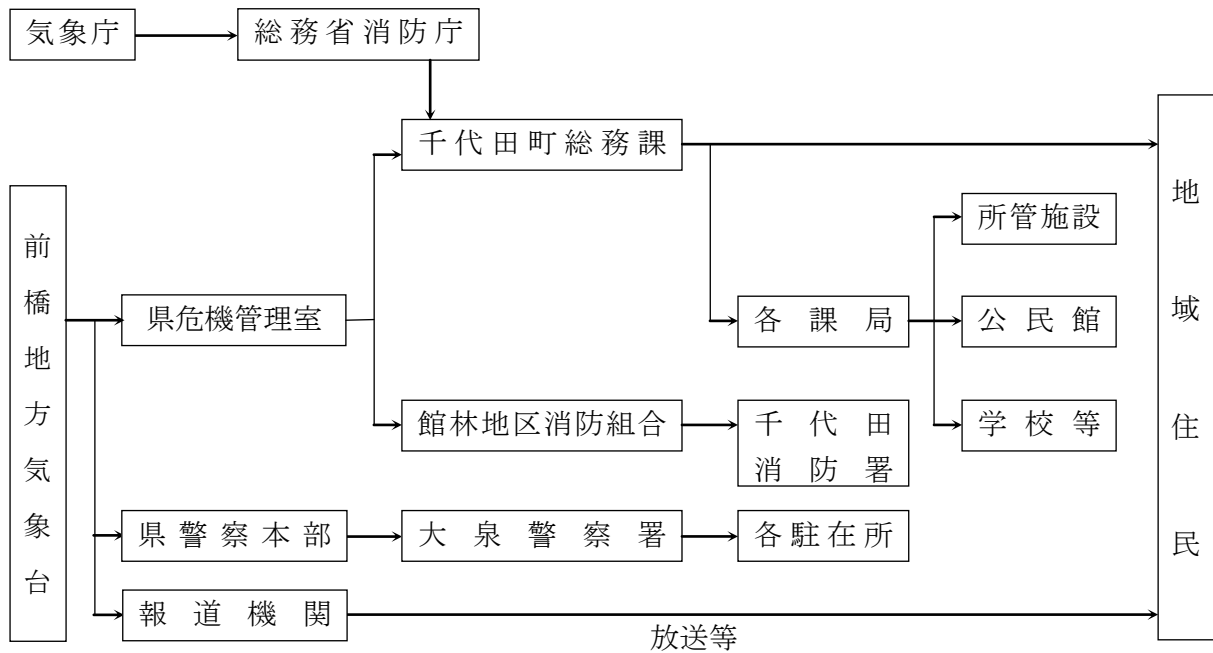 気象庁
総務省消防庁
千代田町総務課
地域住民
前橋地方気象台
所管施設
県危機管理室
各課局
公民館
館林地区消防組合
千代田
消防署
学校等
県警察本部
大泉警察署
各駐在所
報道機関
放送等